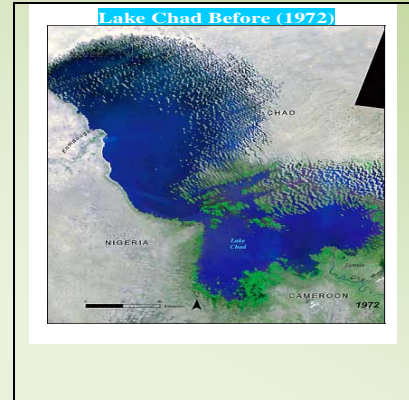 Lake Chad Before (1972)
CHAD
NIGERIA
Lake
Chad
CAMEROON
1972